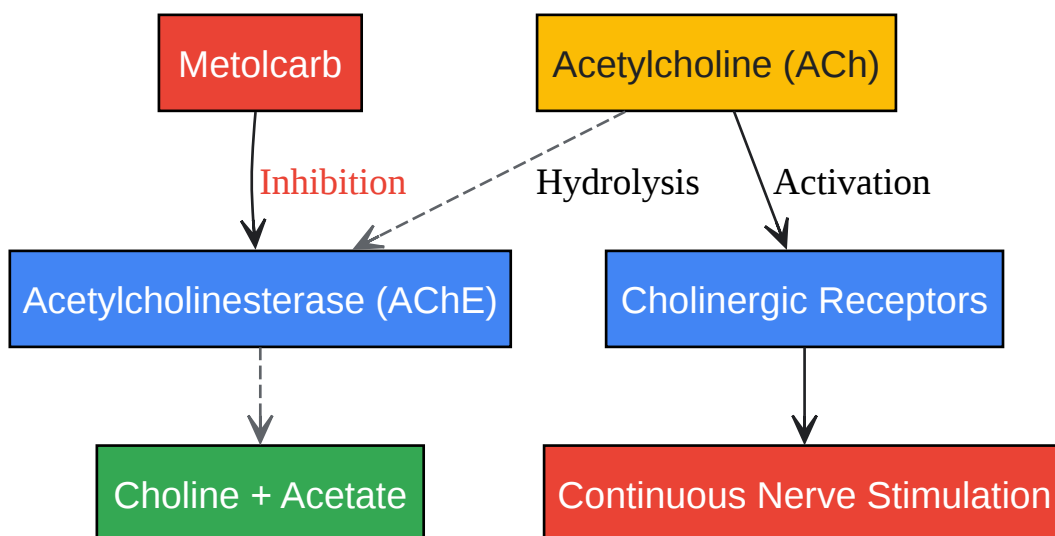 Metolcarb
Acetylcholine (ACh)
Inhibition
Hydrolysis
Activation
Acetylcholinesterase (AChE)
Cholinergic Receptors
Choline + Acetate
Continuous Nerve Stimulation